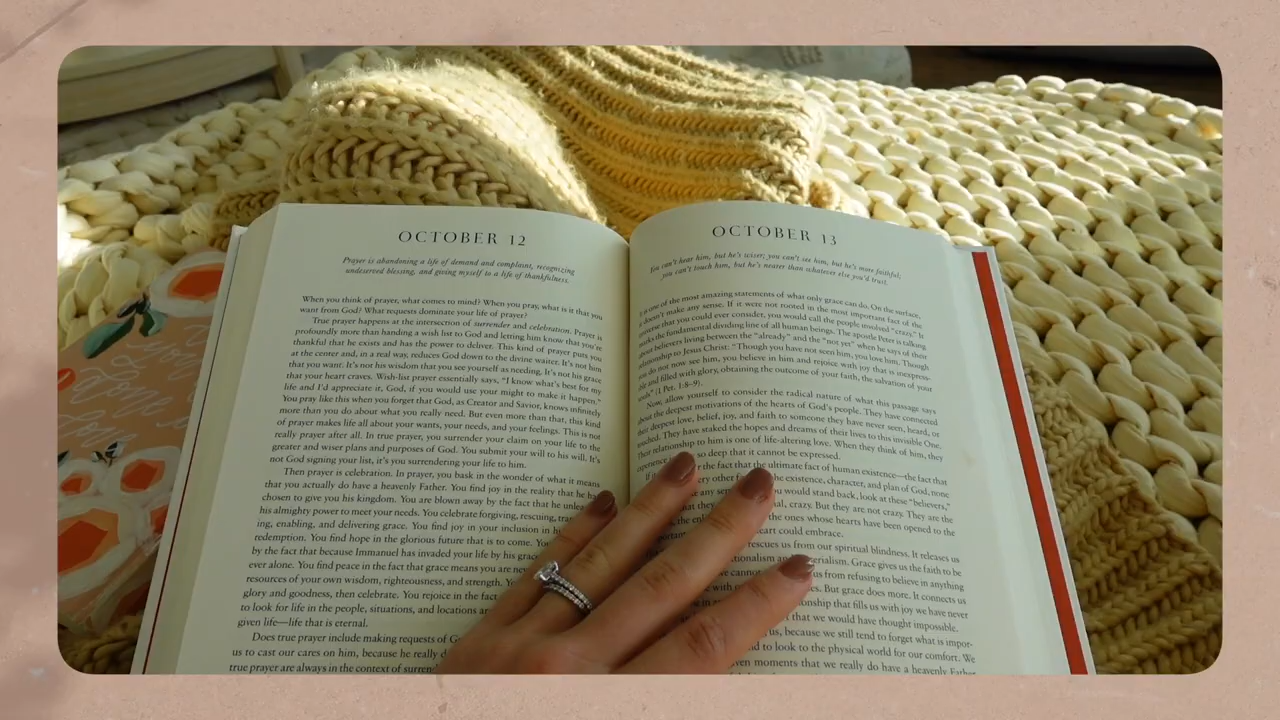 OCTOBER 12
Prayer is abandoning a life of demand and complaint, recognizing
undeserved blessing, and giving myself to a life of thankfulness.
When you think of prayer, what comes to mind? When you pray, what is it that you
want from God? What requests dominate your life of prayer?
True prayer happens at the intersection of surrender and celebration. Prayer is
profoundly more than handing a wish list to God and letting him know that you're
thankful that he exists and has the power to deliver. This kind of prayer puts you
at the center and, in a real way, reduces God down to the divine waiter. It's not him
that you want. It's not his wisdom that you see yourself as needing. It's not his grace
that your heart craves. Wish-list prayer essentially says, "I know what's best for my
life and I'd appreciate it, God, if you would use your might to make it happen."
You pray like this when you forget that God, as Creator and Savior, knows infinitely
more than you do about what you really need. But even more than that, this kind
of prayer makes life all about your wants, your needs, and your feelings. This is not
really prayer after all. In true prayer, you surrender your claim on your life to the
greater and wiser plans and purposes of God. You submit your will to his will. It's
not God signing your list, it's you surrendering your life to him.
Then prayer is celebration. In prayer, you bask in the wonder of what it means
that you actually do have a heavenly Father. You find joy in the reality that he has
chosen to give you his kingdom. You are blown away by the fact that he
his almighty power to meet your needs. You celebrate forgiving, rescuing,
ing, enabling, and delivering grace. You find joy in your inclusion in
redemption. You find hope in the glorious future that is to come. You
by the fact that because Immanuel has invaded your life by his grace
ever alone. You find peace in the fact that grace means you are
resources of your own wisdom, righteousness, and strength.
glory and goodness, then celebrate. You rejoice in the fact
to look for life in the people, situations, and locations
given life—life that is eternal.
Does true prayer include making requests of
us to cast our cares on him, because he really
true prayer are always in the context of
OCTOBER 13
You can't hear him, but he's wiser; you can't see him, but he's more faithful;
you can't touch him, but he's nearer than whatever else you'd trust.
is one of the most amazing statements of what only grace can do. On the surface,
it doesn't make any sense. If it were not rooted in the most important fact of the
universe that you could ever consider, you would call the people involved "crazy." It
marks the fundamental dividing line of all human beings. The apostle Peter is talking
about believers living between the "already" and the "not yet" when he says of their
relationship to Jesus Christ: "Though you have not seen him, you love him. Though
you do not now see him, you believe in him and rejoice with joy that is inexpress-
ible and filled with glory, obtaining the outcome of your faith, the salvation of your
souls" (1 Pet. 1:8–9).
Now, allow yourself to consider the radical nature of what this passage says
about the deepest motivations of the hearts of God's people. They have connected
their deepest love, belief, joy, and faith to someone they have never seen, heard, or
touched. They have staked the hopes and dreams of their lives to this invisible One.
Their relationship to him is one of life-altering love. When they think of him, they
experience so deep that it cannot be expressed.
the fact that the ultimate fact of human existence—the fact that
the existence, character, and plan of God, none
you would stand back, look at these "believers,"
crazy. But they are not crazy. They are the
the ones whose hearts have been opened to the
could embrace.
rescues us from our spiritual blindness. It releases us
Grace gives us the faith to be
us from refusing to believe in anything
But grace does more. It connects us
that fills us with joy we have never
that we would have thought impossible.
us, because we still tend to forget what is impor-
to look to the physical world for our comfort. We
moments that we really do have a heavenly Father